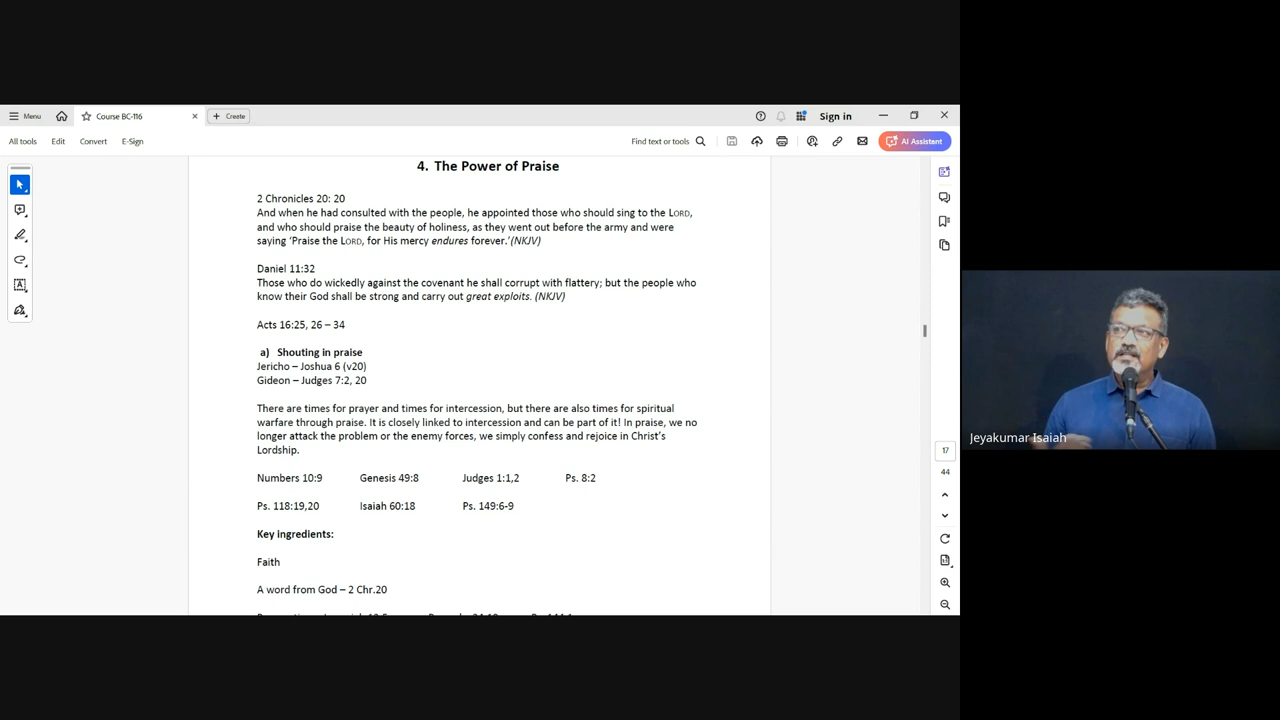 Menu
Course BC-116
Create
Sign in
All tools
Edit
Convert
E-Sign
Find text or tools
AI Assistant
4. The Power of Praise
2 Chronicles 20: 20
And when he had consulted with the people, he appointed those who should sing to the LORD,
and who should praise the beauty of holiness, as they went out before the army and were
saying ‘Praise the LORD, for His mercy endures forever.’(NKJV)
Daniel 11:32
Those who do wickedly against the covenant he shall corrupt with flattery; but the people who
know their God shall be strong and carry out great exploits. (NKJV)
Acts 16:25, 26 – 34
a) Shouting in praise
Jericho – Joshua 6 (v20)
Gideon – Judges 7:2, 20
There are times for prayer and times for intercession, but there are also times for spiritual
warfare through praise. It is closely linked to intercession and can be part of it! In praise, we no
longer attack the problem or the enemy forces, we simply confess and rejoice in Christ’s
Lordship.
Numbers 10:9 Genesis 49:8 Judges 1:1,2 Ps. 8:2
Ps. 118:19,20 Isaiah 60:18 Ps. 149:6-9
Key ingredients:
Faith
A word from God – 2 Chr.20
17
44
Jeyakumar Isaiah